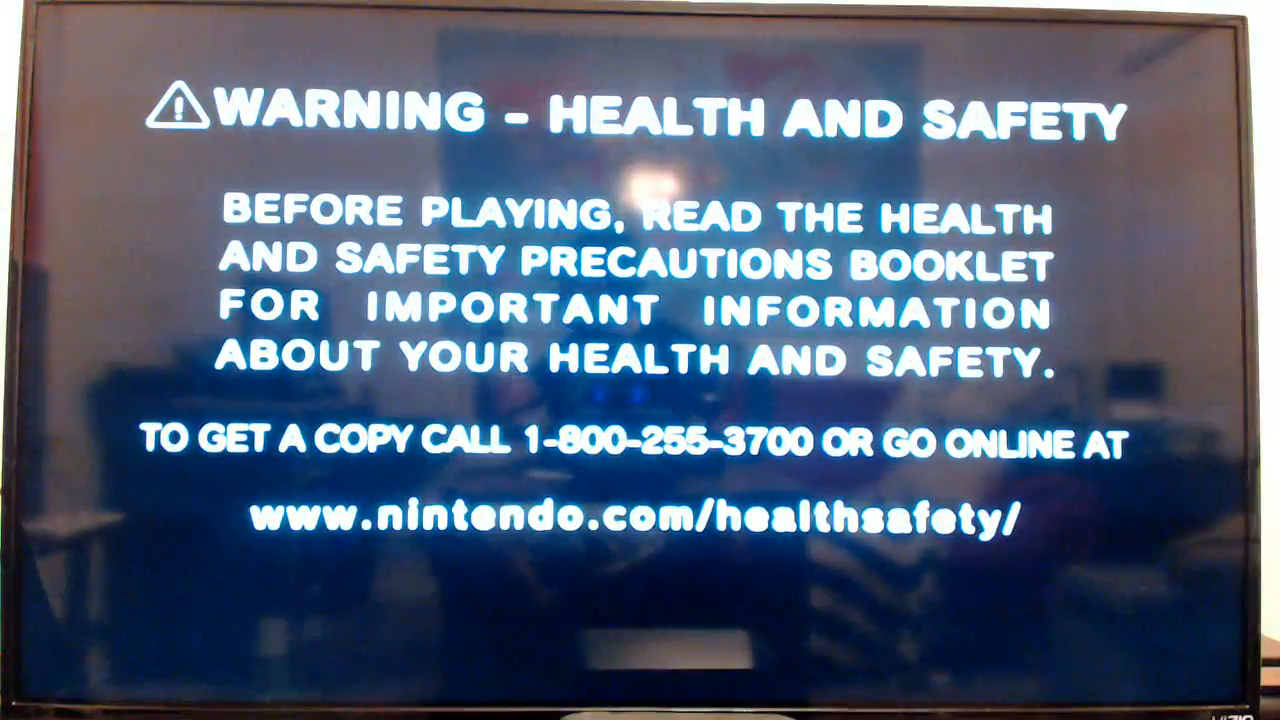 WARNING - HEALTH AND SAFETY
BEFORE PLAYING, READ THE HEALTH
AND SAFETY PRECAUTIONS BOOKLET
FOR IMPORTANT INFORMATION
ABOUT YOUR HEALTH AND SAFETY.
TO GET A COPY CALL 1-800-255-3700 OR GO ONLINE AT
www.nintendo.com/healthsafety/
VIZIO